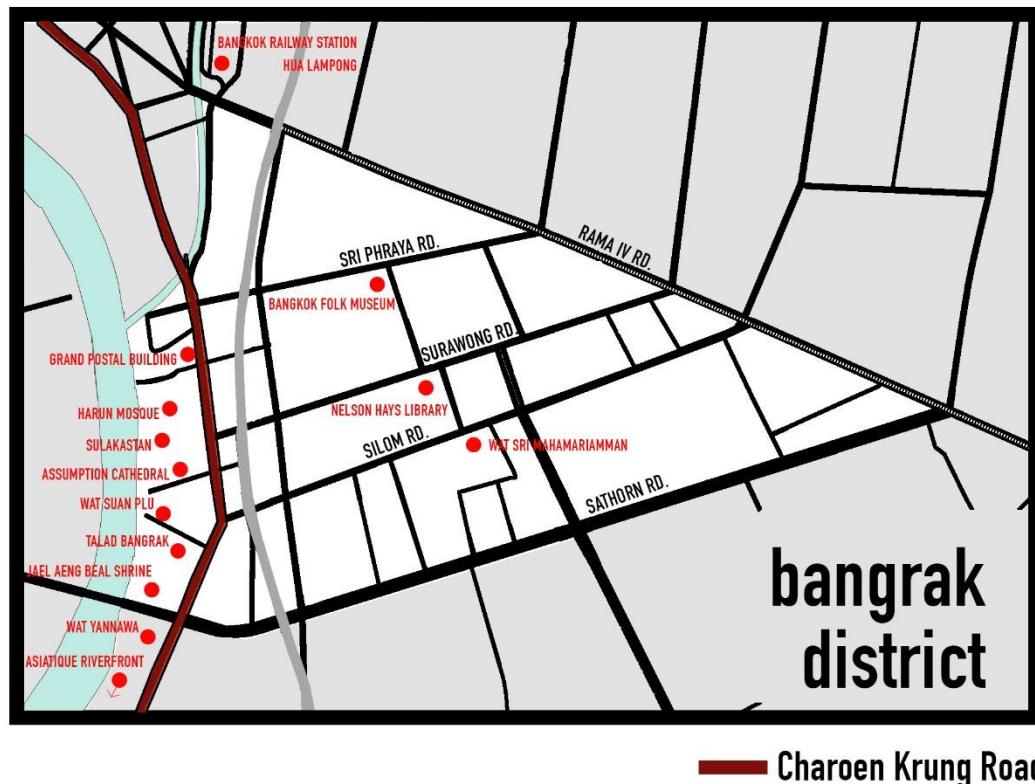 BANGKOK RAILWAY STATION
HUA LAMPONG
SRI PHRAYA RD.
RAMA IV RD.
BANGKOK FOLK MUSEUM
SURAWONG RD.
GRAND POSTAL BUILDING
NELSON HAYS LIBRARY
HARUN MOSQUE
SILOM RD.
SULAKASTAN
WAT SRI MAHAMARIAMMAN
ASSUMPTION CATHEDRAL
SATHORN RD.
WAT SUAN PLU
TALAD BANGRAK
JAEL AENG BEAL SHRINE
WAT YANNAWA
ASIATIQUE RIVERFRONT
bangrak
district
Charoen Krung Road